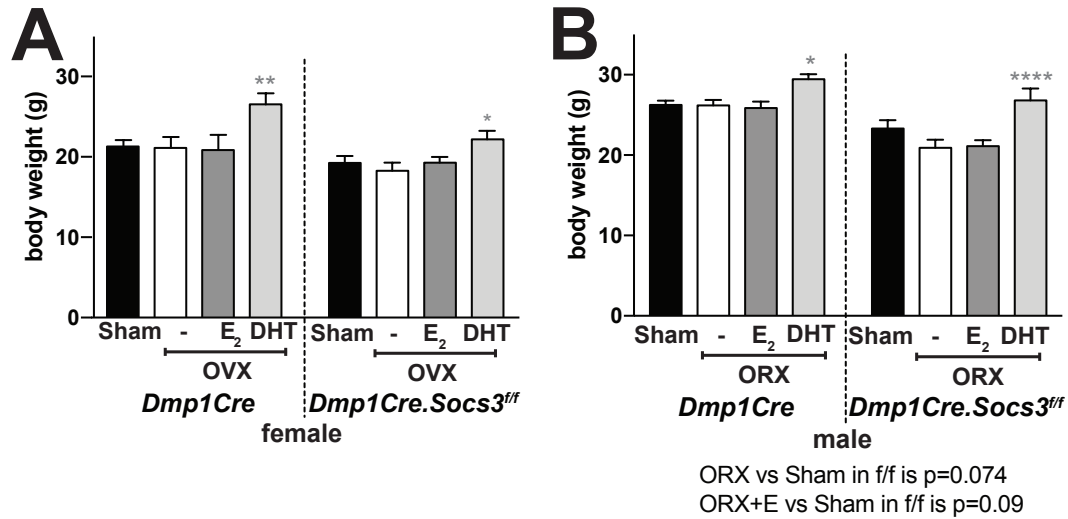 A
B
body weight (g)
30
20
10
0
**
*
Sham - E₂ DHT
Sham - E₂ DHT
OVX
OVX
Dmp1Cre
Dmp1Cre.Socs3f/f
female
body weight (g)
30
20
10
0
*
****
Sham - E₂ DHT
Sham - E₂ DHT
ORX
ORX
Dmp1Cre
Dmp1Cre.Socs3f/f
male
ORX vs Sham in f/f is p=0.074
ORX+E vs Sham in f/f is p=0.09